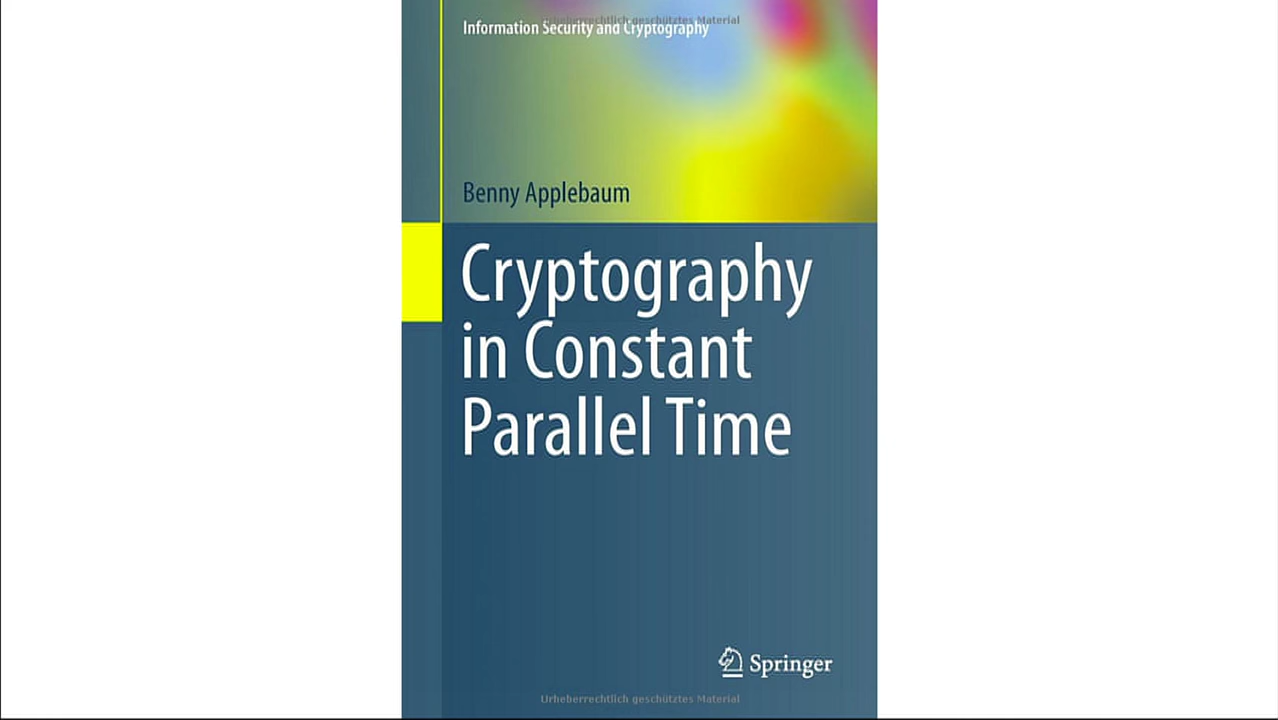 Urheberrechtlich geschütztes Material
Information Security and Cryptography
Benny Applebaum
Cryptography
in Constant
Parallel Time
Springer
Urheberrechtlich geschütztes Material